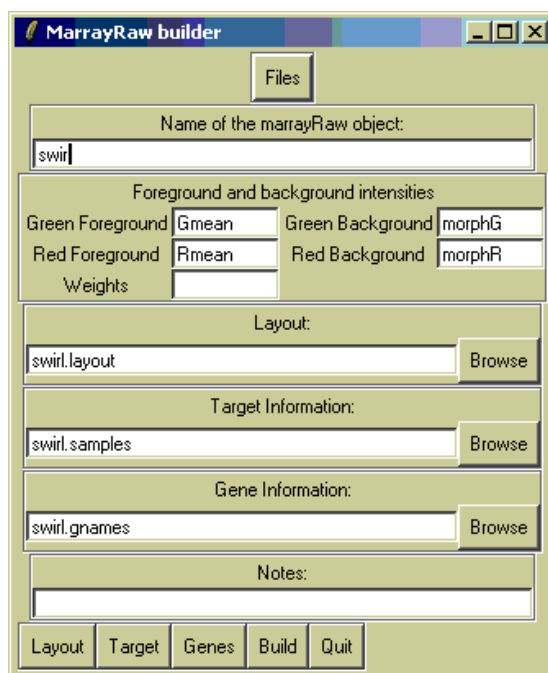 MarrayRaw builder
Files
Name of the marrayRaw object:
swir
Foreground and background intensities
Green Foreground Gmean Green Background morphG
Red Foreground Rmean Red Background morphR
Weights
Layout:
swirl.layout Browse
Target Information:
swirl.samples Browse
Gene Information:
swirl.gnames Browse
Notes:
Layout Target Genes Build Quit